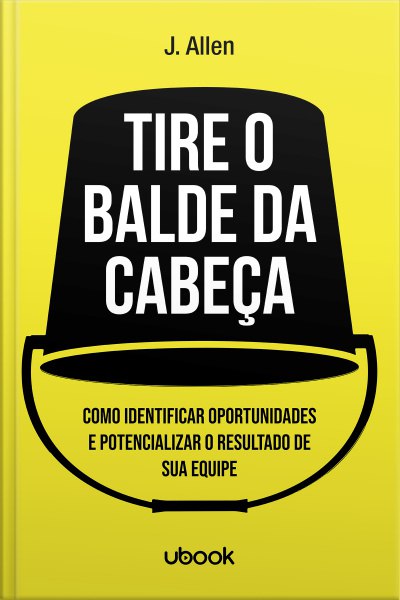 J. Allen
TIRE O
BALDE DA
CABEÇA
COMO IDENTIFICAR OPORTUNIDADES
E POTENCIALIZAR O RESULTADO DE
SUA EQUIPE
ubook